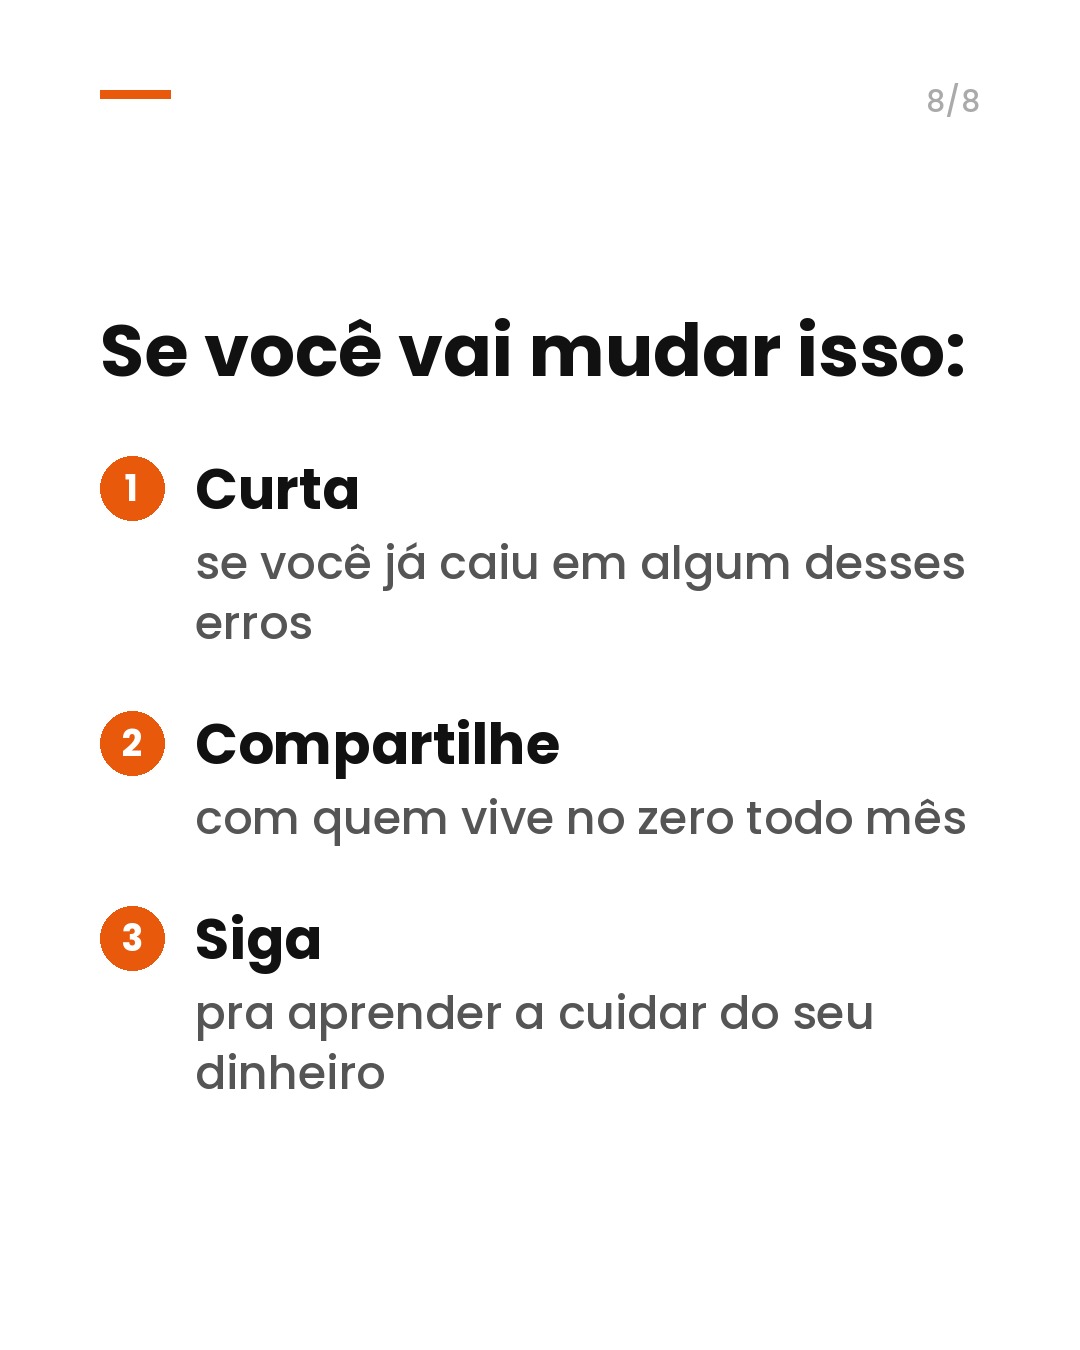 8/8
Se você vai mudar isso:
1 Curta
se você já caiu em algum desses
erros
2 Compartilhe
com quem vive no zero todo mês
3 Siga
pra aprender a cuidar do seu
dinheiro